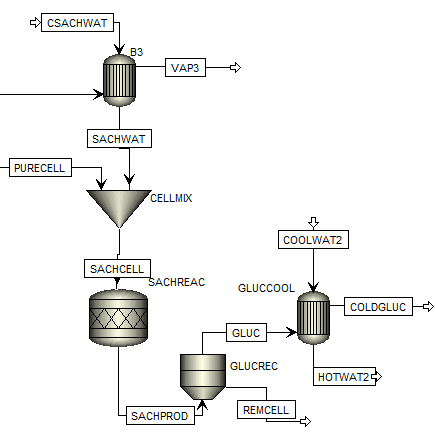 CSACHWAT
B3
VAP3
SACHWAT
PURECELL
CELLMIX
SACHCELL
SACHREAC
COOLWAT2
GLUCCOOL
COLDGLUC
GLUC
GLUCREC
HOTWAT2
REMCELL
SACHPROD